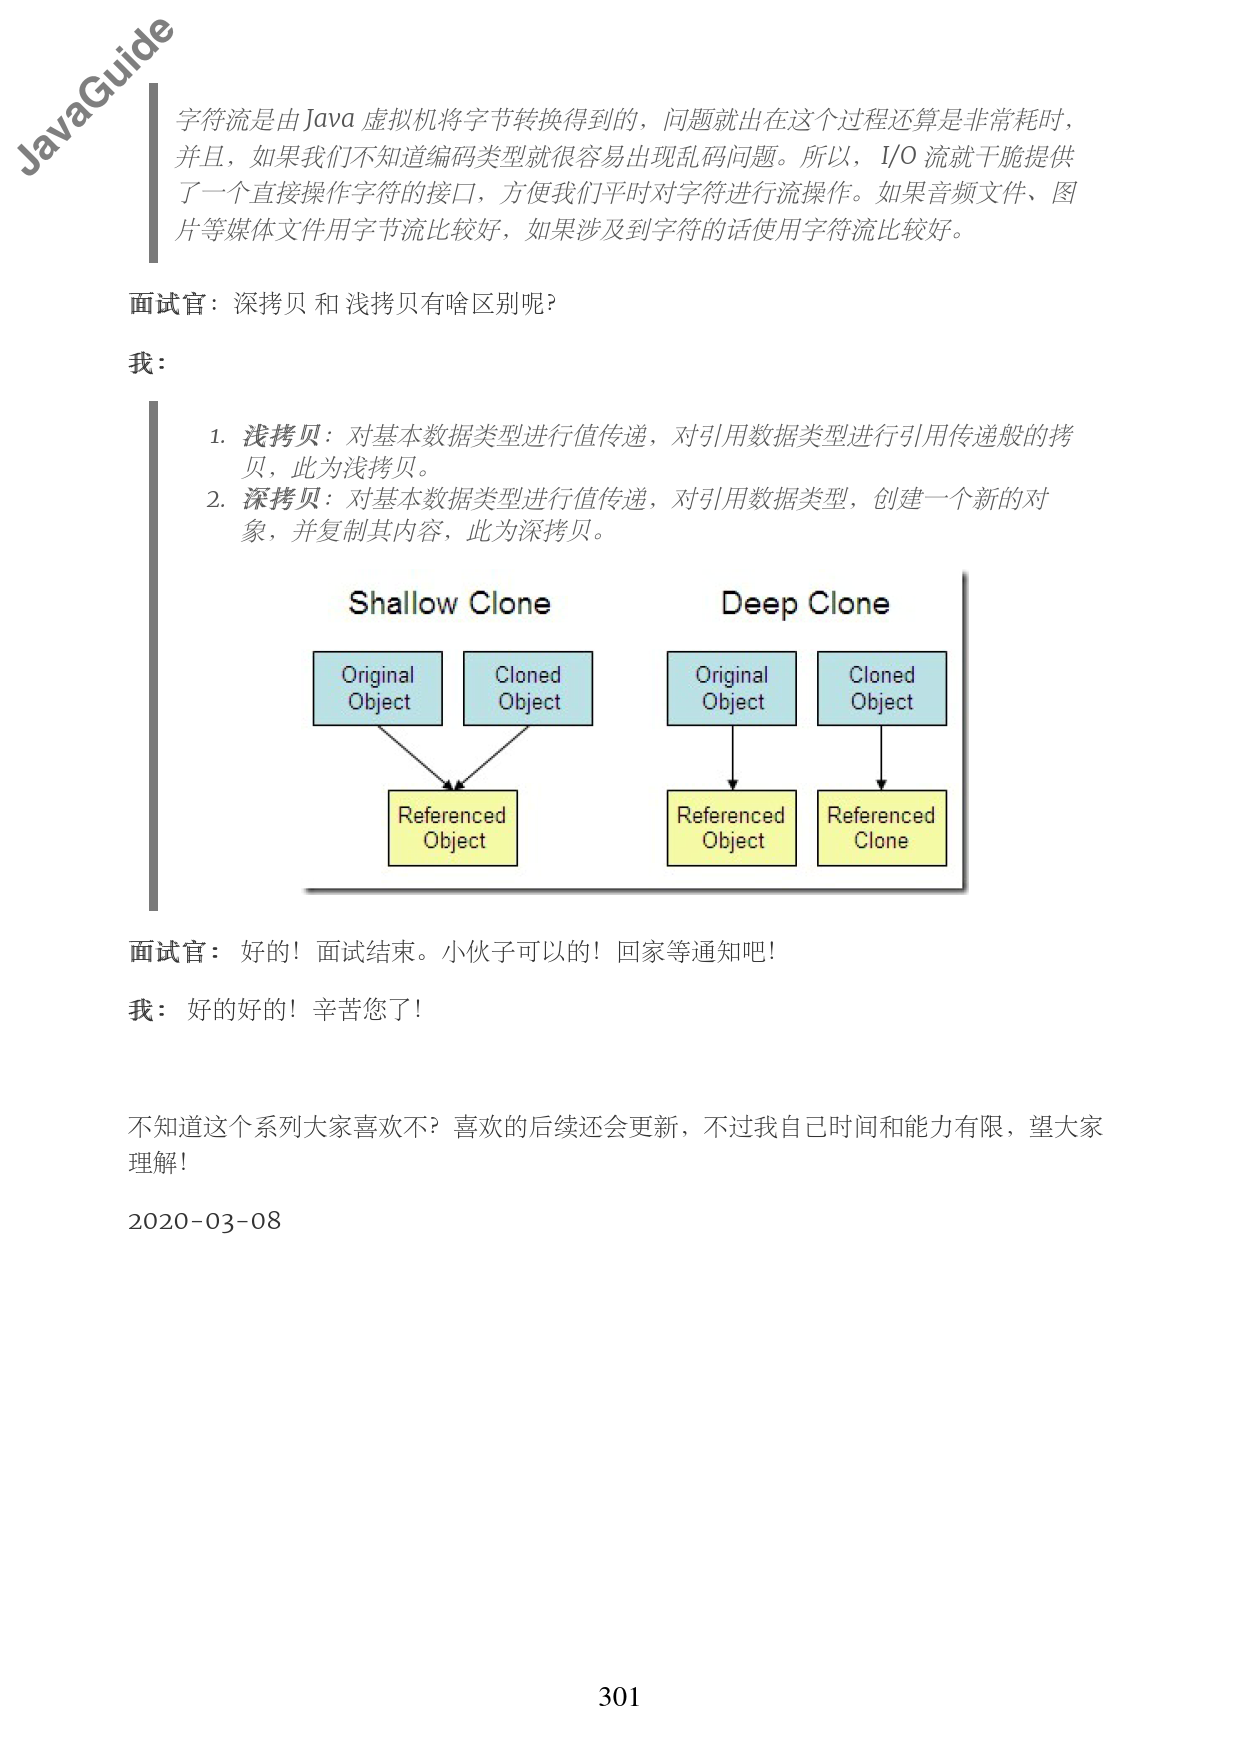 JavaGuide
字符流是由 Java 虚拟机将字节转换得到的，问题就出在这个过程还算是非常耗时，
并且，如果我们不知道编码类型就很容易出现乱码问题。所以， I/O 流就干脆提供
了一个直接操作字符的接口，方便我们平时对字符进行流操作。如果音频文件、图
片等媒体文件用字节流比较好，如果涉及到字符的话使用字符流比较好。
面试官：深拷贝 和 浅拷贝有啥区别呢？
我：
1. 浅拷贝：对基本数据类型进行值传递，对引用数据类型进行引用传递般的拷
贝，此为浅拷贝。
2. 深拷贝：对基本数据类型进行值传递，对引用数据类型，创建一个新的对
象，并复制其内容，此为深拷贝。
Shallow Clone Deep Clone
Original Cloned Original Cloned
Object Object Object Object
Referenced Referenced Referenced
Object Object Clone
面试官： 好的！面试结束。小伙子可以的！回家等通知吧！
我： 好的好的！辛苦您了！
不知道这个系列大家喜欢不？喜欢的后续还会更新，不过我自己时间和能力有限，望大家
理解！
2020-03-08
301